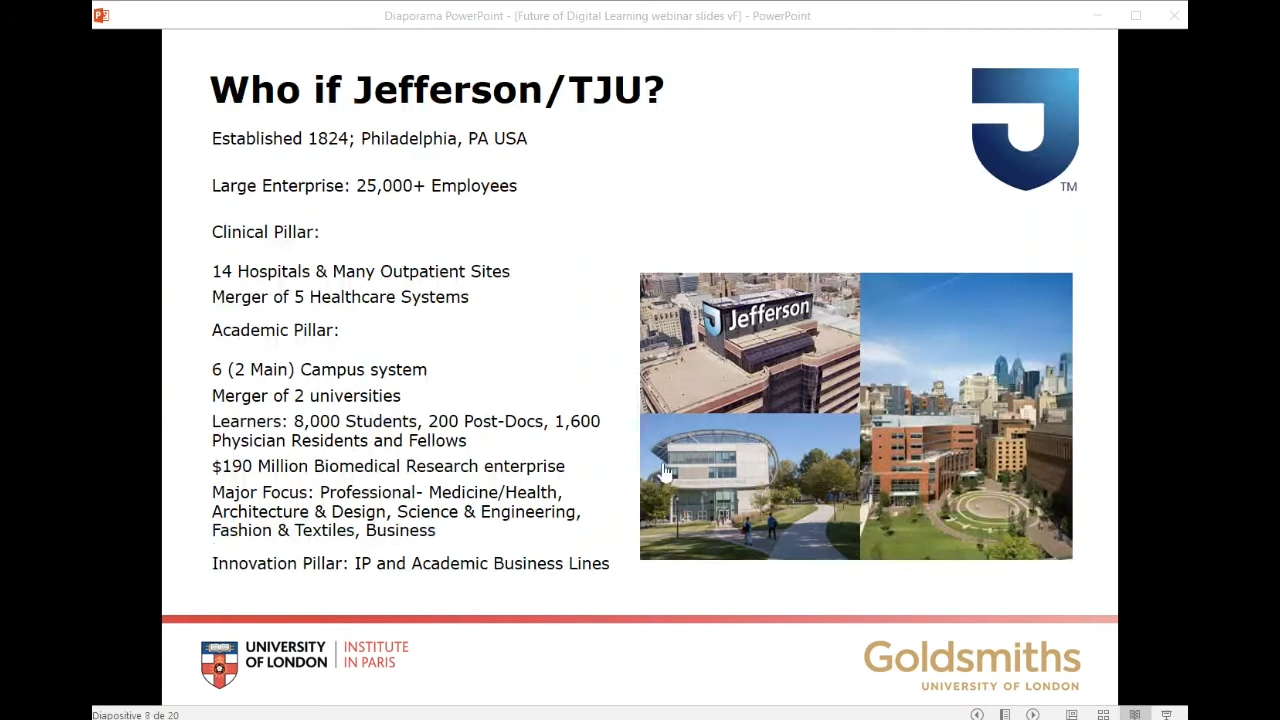 Diaporama PowerPoint - [Future of Digital Learning webinar slides vF] - PowerPoint
Who if Jefferson/TJU?
TM
Established 1824; Philadelphia, PA USA
Large Enterprise: 25,000+ Employees
Clinical Pillar:
14 Hospitals & Many Outpatient Sites
Merger of 5 Healthcare Systems
Academic Pillar:
6 (2 Main) Campus system
Merger of 2 universities
Learners: 8,000 Students, 200 Post-Docs, 1,600
Physician Residents and Fellows
$190 Million Biomedical Research enterprise
Major Focus: Professional- Medicine/Health,
Architecture & Design, Science & Engineering,
Fashion & Textiles, Business
Innovation Pillar: IP and Academic Business Lines
Jefferson
UNIVERSITY
OF LONDON
INSTITUTE
IN PARIS
Goldsmiths
UNIVERSITY OF LONDON
Diapositive 8 de 20